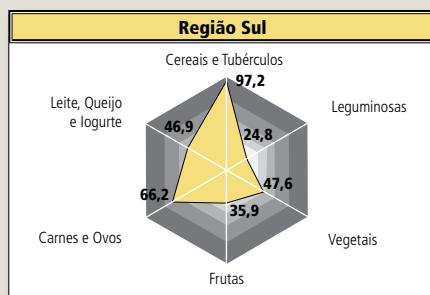 Região Sul
Cereais e Tubérculos
97,2
Leite, Queijo
e Iogurte
Leguminosas
46,9
24,8
66,2
47,6
35,9
Carnes e Ovos
Vegetais
Frutas